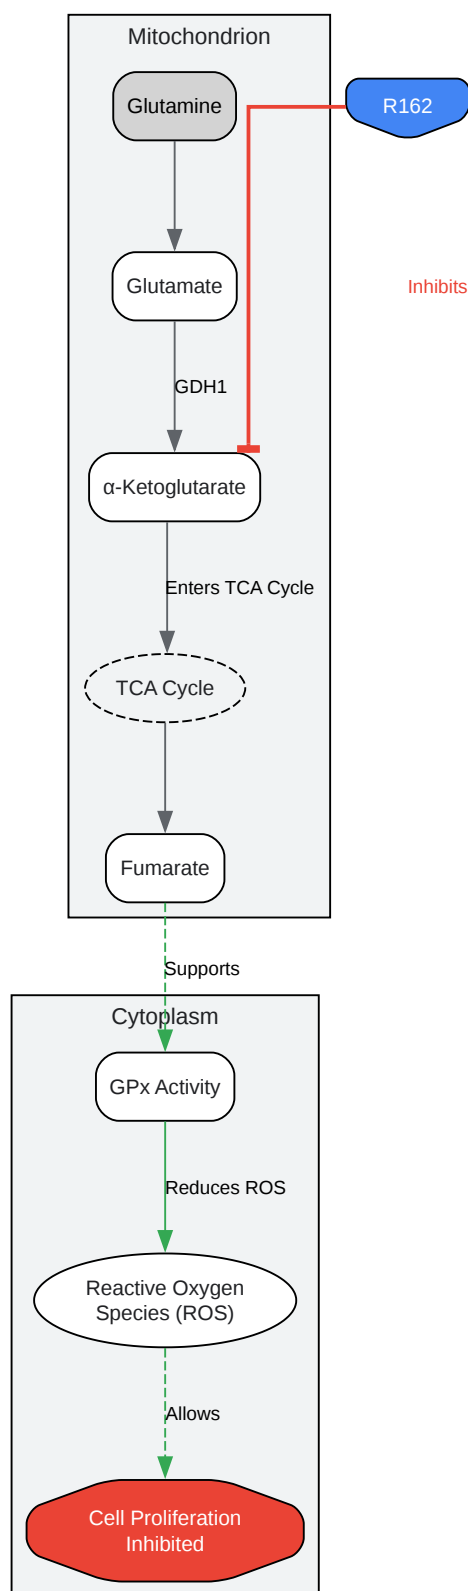 Mitochondrion
Glutamine
R162
Glutamate
Inhibits
GDH1
α-Ketoglutarate
Enters TCA Cycle
TCA Cycle
Fumarate
Supports
Cytoplasm
GPx Activity
Reduces ROS
Reactive Oxygen
Species (ROS)
Allows
Cell Proliferation
Inhibited